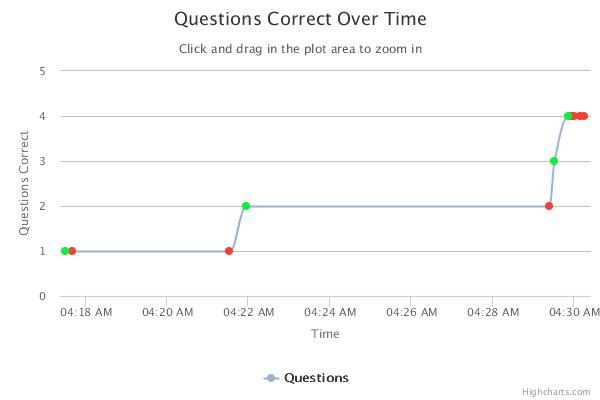 Questions Correct Over Time
Click and drag in the plot area to zoom in
Questions Correct
5
4
3
2
1
0
04:18 AM 04:20 AM 04:22 AM 04:24 AM 04:26 AM 04:28 AM 04:30 AM
Time
Questions
Highcharts.com